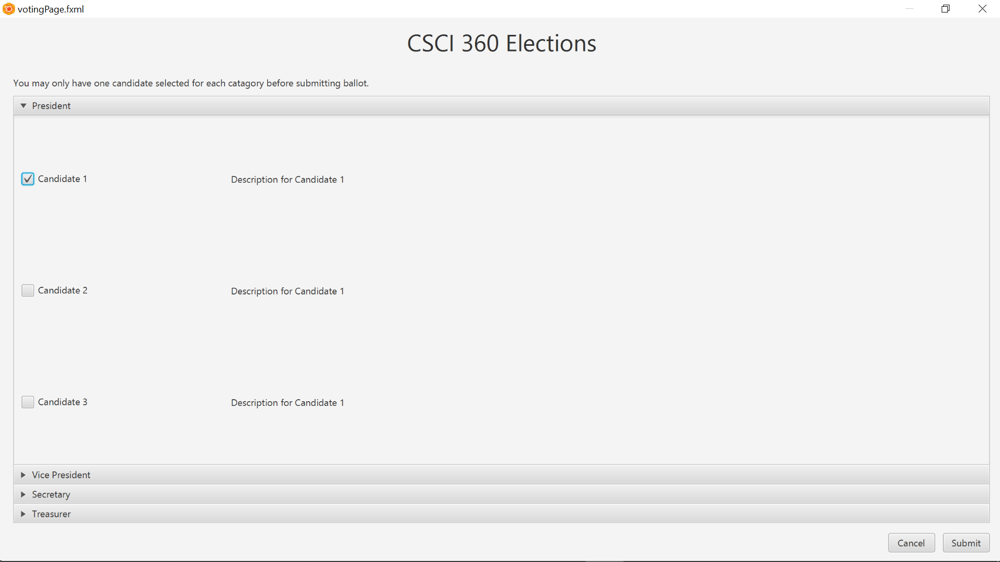 votingPage.fxml
CSCI 360 Elections
You may only have one candidate selected for each catagory before submitting ballot.
President
Candidate 1 Description for Candidate 1
Candidate 2 Description for Candidate 1
Candidate 3 Description for Candidate 1
Vice President
Secretary
Treasurer
Cancel Submit